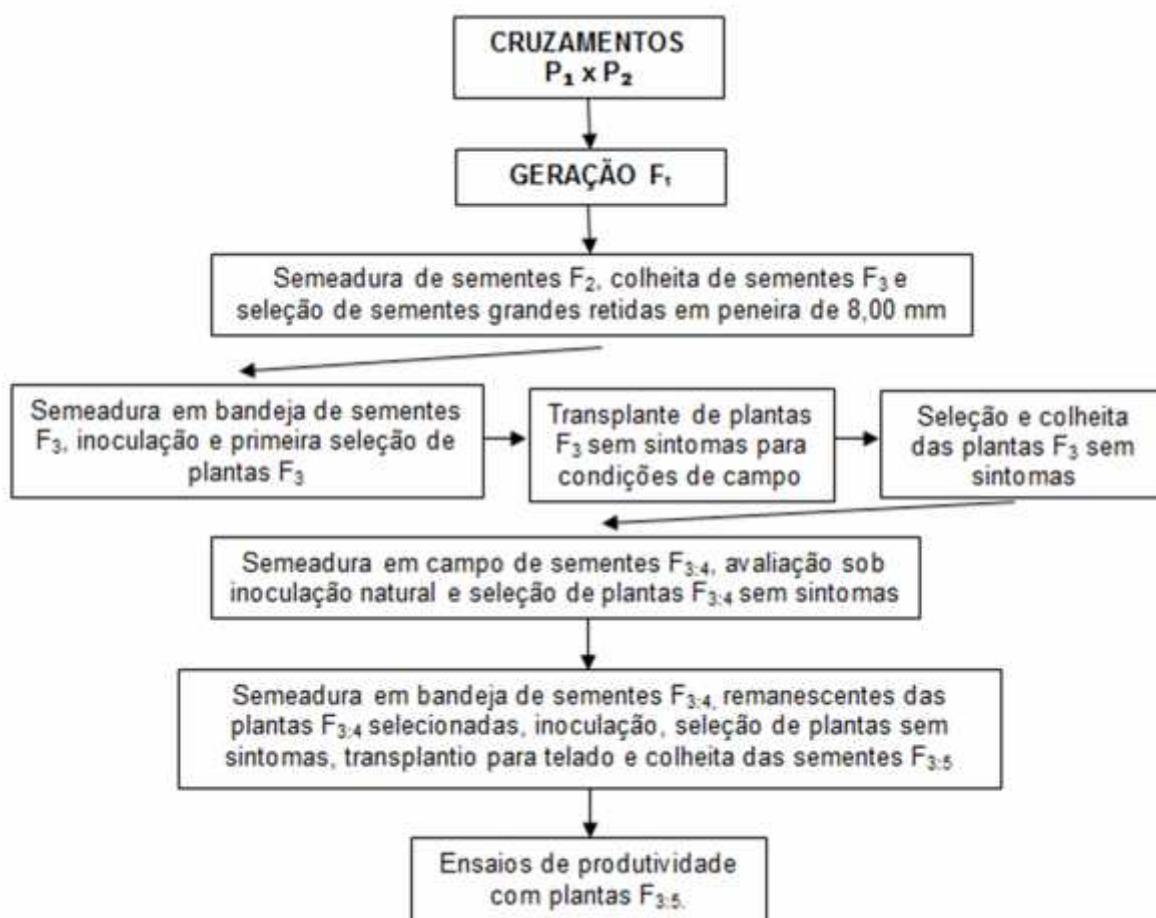 CRUZAMENTOS
P₁ x P₂
GERAÇÃO F₁
Semeadura de sementes F₂, colheita de sementes F₃ e
seleção de sementes grandes retidas em peneira de 8,00 mm
Semeadura em bandeja de sementes
F₃, inoculação e primeira seleção de
plantas F₃
Transplante de plantas
F₃ sem sintomas para
condições de campo
Seleção e colheita
das plantas F₃ sem
sintomas
Semeadura em campo de sementes F₃:₄, avaliação sob
inoculação natural e seleção de plantas F₃:₄ sem sintomas
Semeadura em bandeja de sementes F₃:₄, remanescentes das
plantas F₃:₄ selecionadas, inoculação, seleção de plantas sem
sintomas, transplantio para telado e colheita das sementes F₃:₅
Ensaios de produtividade
com plantas F₃:₅.